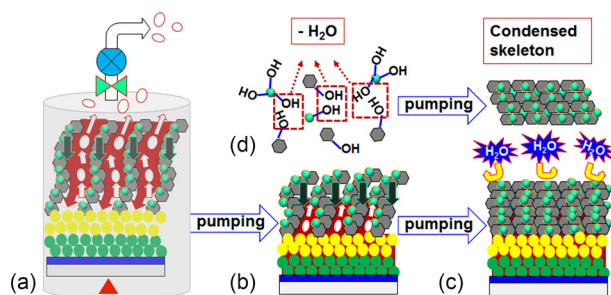 - H₂O
Condensed
skeleton
OH
HO
OH
OH
HO
OH
OH
HO
OH
HO
OH
pumping
(d)
H₂O
H₂O
H₂O
pumping
pumping
(a)
(b)
(c)